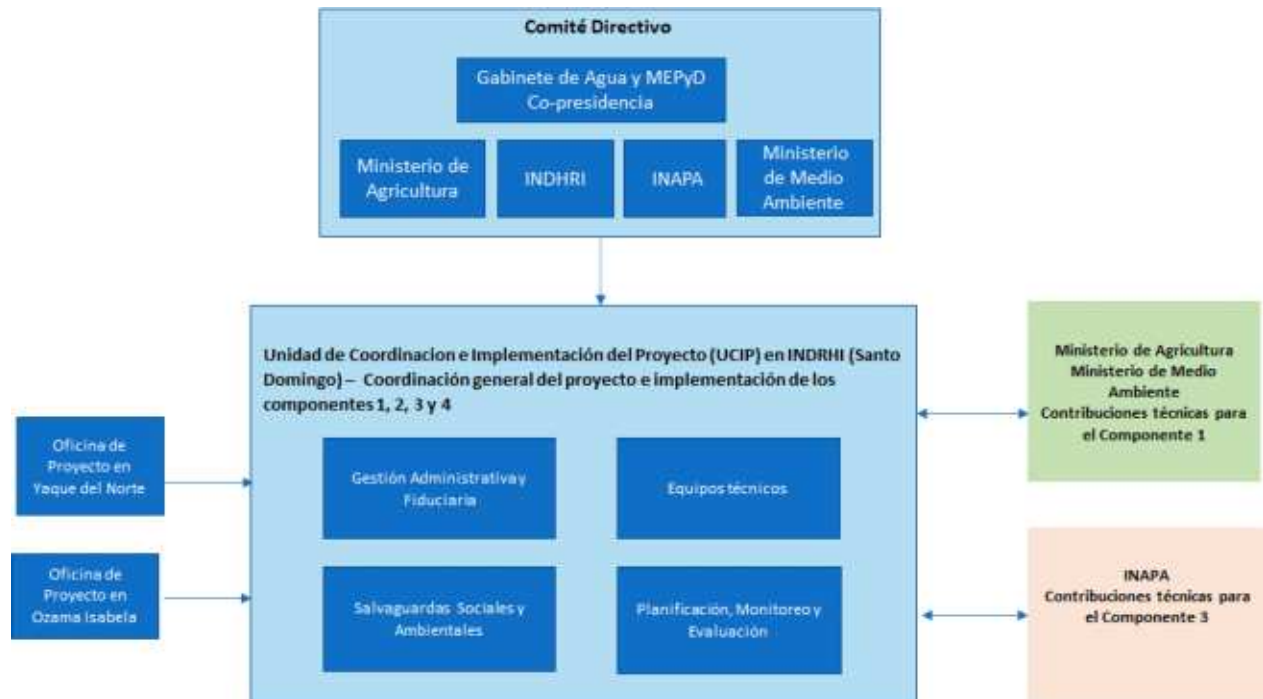 Comité Directivo
Gabinete de Agua y MEPyD
Co-presidencia
Ministerio de
Agricultura
INDHRI
INAPA
Ministerio
de Medio
Ambiente
Unidad de Coordinacion e Implementación del Proyecto (UCIP) en INDRHI (Santo
Domingo) – Coordinación general del proyecto e implementación de los
componentes 1, 2, 3 y 4
Oficina de
Proyecto en
Yaque del Norte
Oficina de
Proyecto en
Ozama Isabela
Gestión Administrativa y
Fiduciaria
Equipos técnicos
Salvaguardas Sociales y
Ambientales
Planificación, Monitoreo y
Evaluación
Ministerio de Agricultura
Ministerio de Medio
Ambiente
Contribuciones técnicas para
el Componente 1
INAPA
Contribuciones técnicas para
el Componente 3